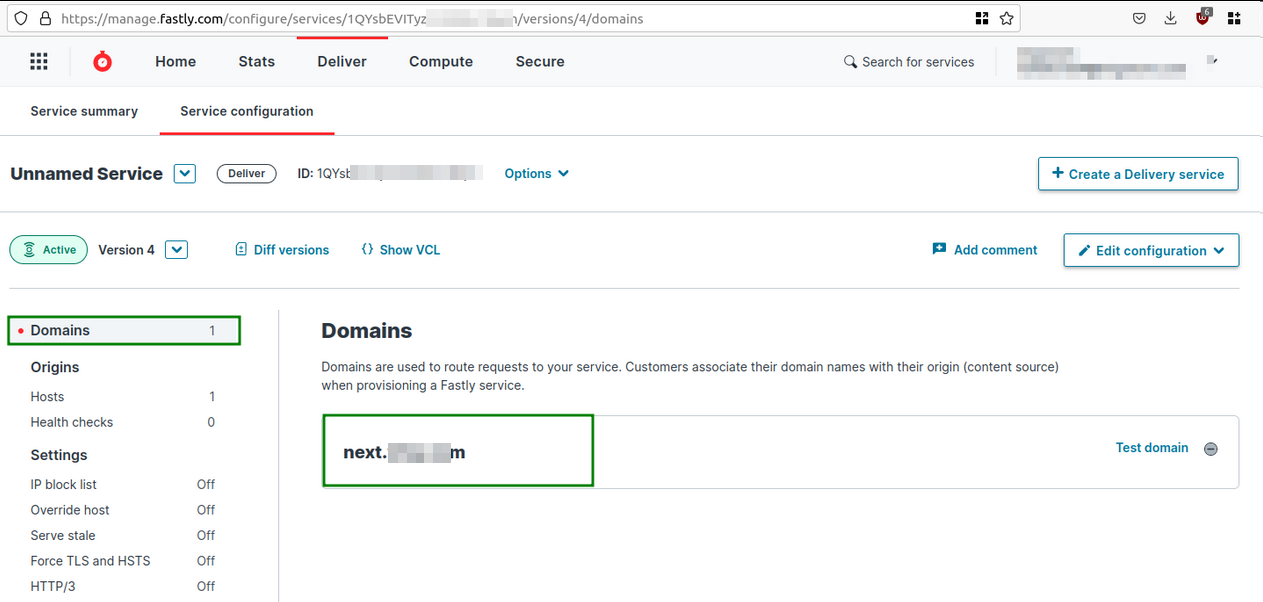 https://manage.fastly.com/configure/services/1QYsbEVITyz n/versions/4/domains
6
Home Stats Deliver Compute Secure Search for services
Service summary Service configuration
Unnamed Service Deliver ID: 1QYsb Options + Create a Delivery service
Active Version 4 Diff versions {} Show VCL Add comment Edit configuration
Domains 1
Origins
Hosts 1
Health checks 0
Settings
IP block list Off
Override host Off
Serve stale Off
Force TLS and HSTS Off
HTTP/3 Off
Domains
Domains are used to route requests to your service. Customers associate their domain names with their origin (content source)
when provisioning a Fastly service.
next. m Test domain